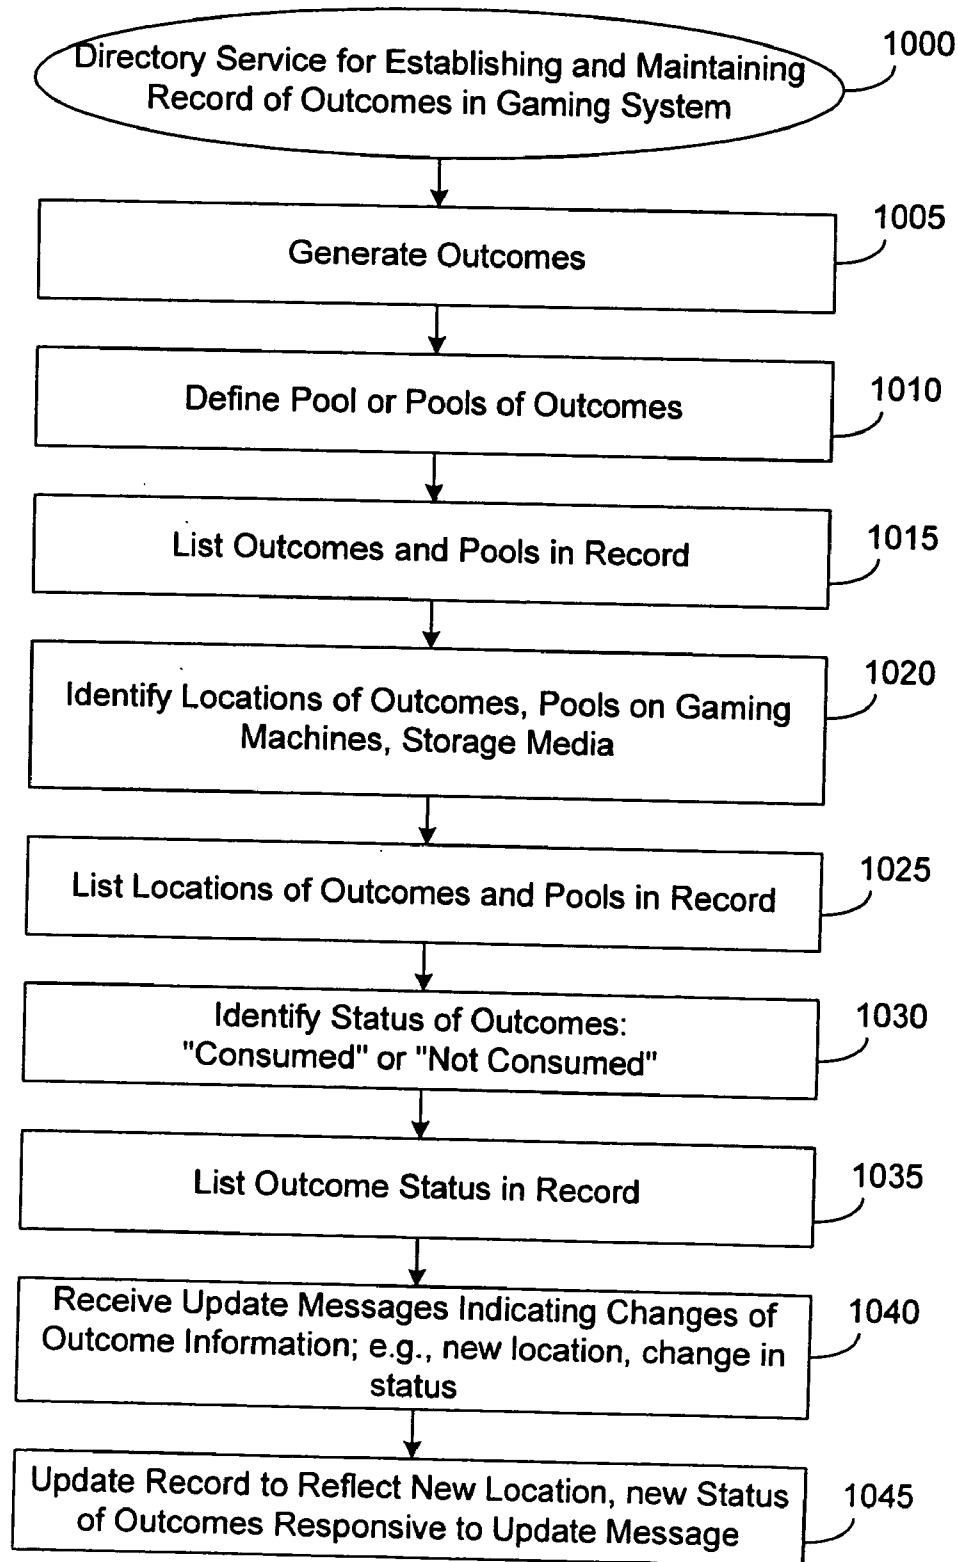 Directory Service for Establishing and Maintaining
Record of Outcomes in Gaming System
1000
Generate Outcomes
1005
Define Pool or Pools of Outcomes
1010
List Outcomes and Pools in Record
1015
Identify Locations of Outcomes, Pools on Gaming
Machines, Storage Media
1020
List Locations of Outcomes and Pools in Record
1025
Identify Status of Outcomes:
"Consumed" or "Not Consumed"
1030
List Outcome Status in Record
1035
Receive Update Messages Indicating Changes of
Outcome Information; e.g., new location, change in
status
1040
Update Record to Reflect New Location, new Status
of Outcomes Responsive to Update Message
1045